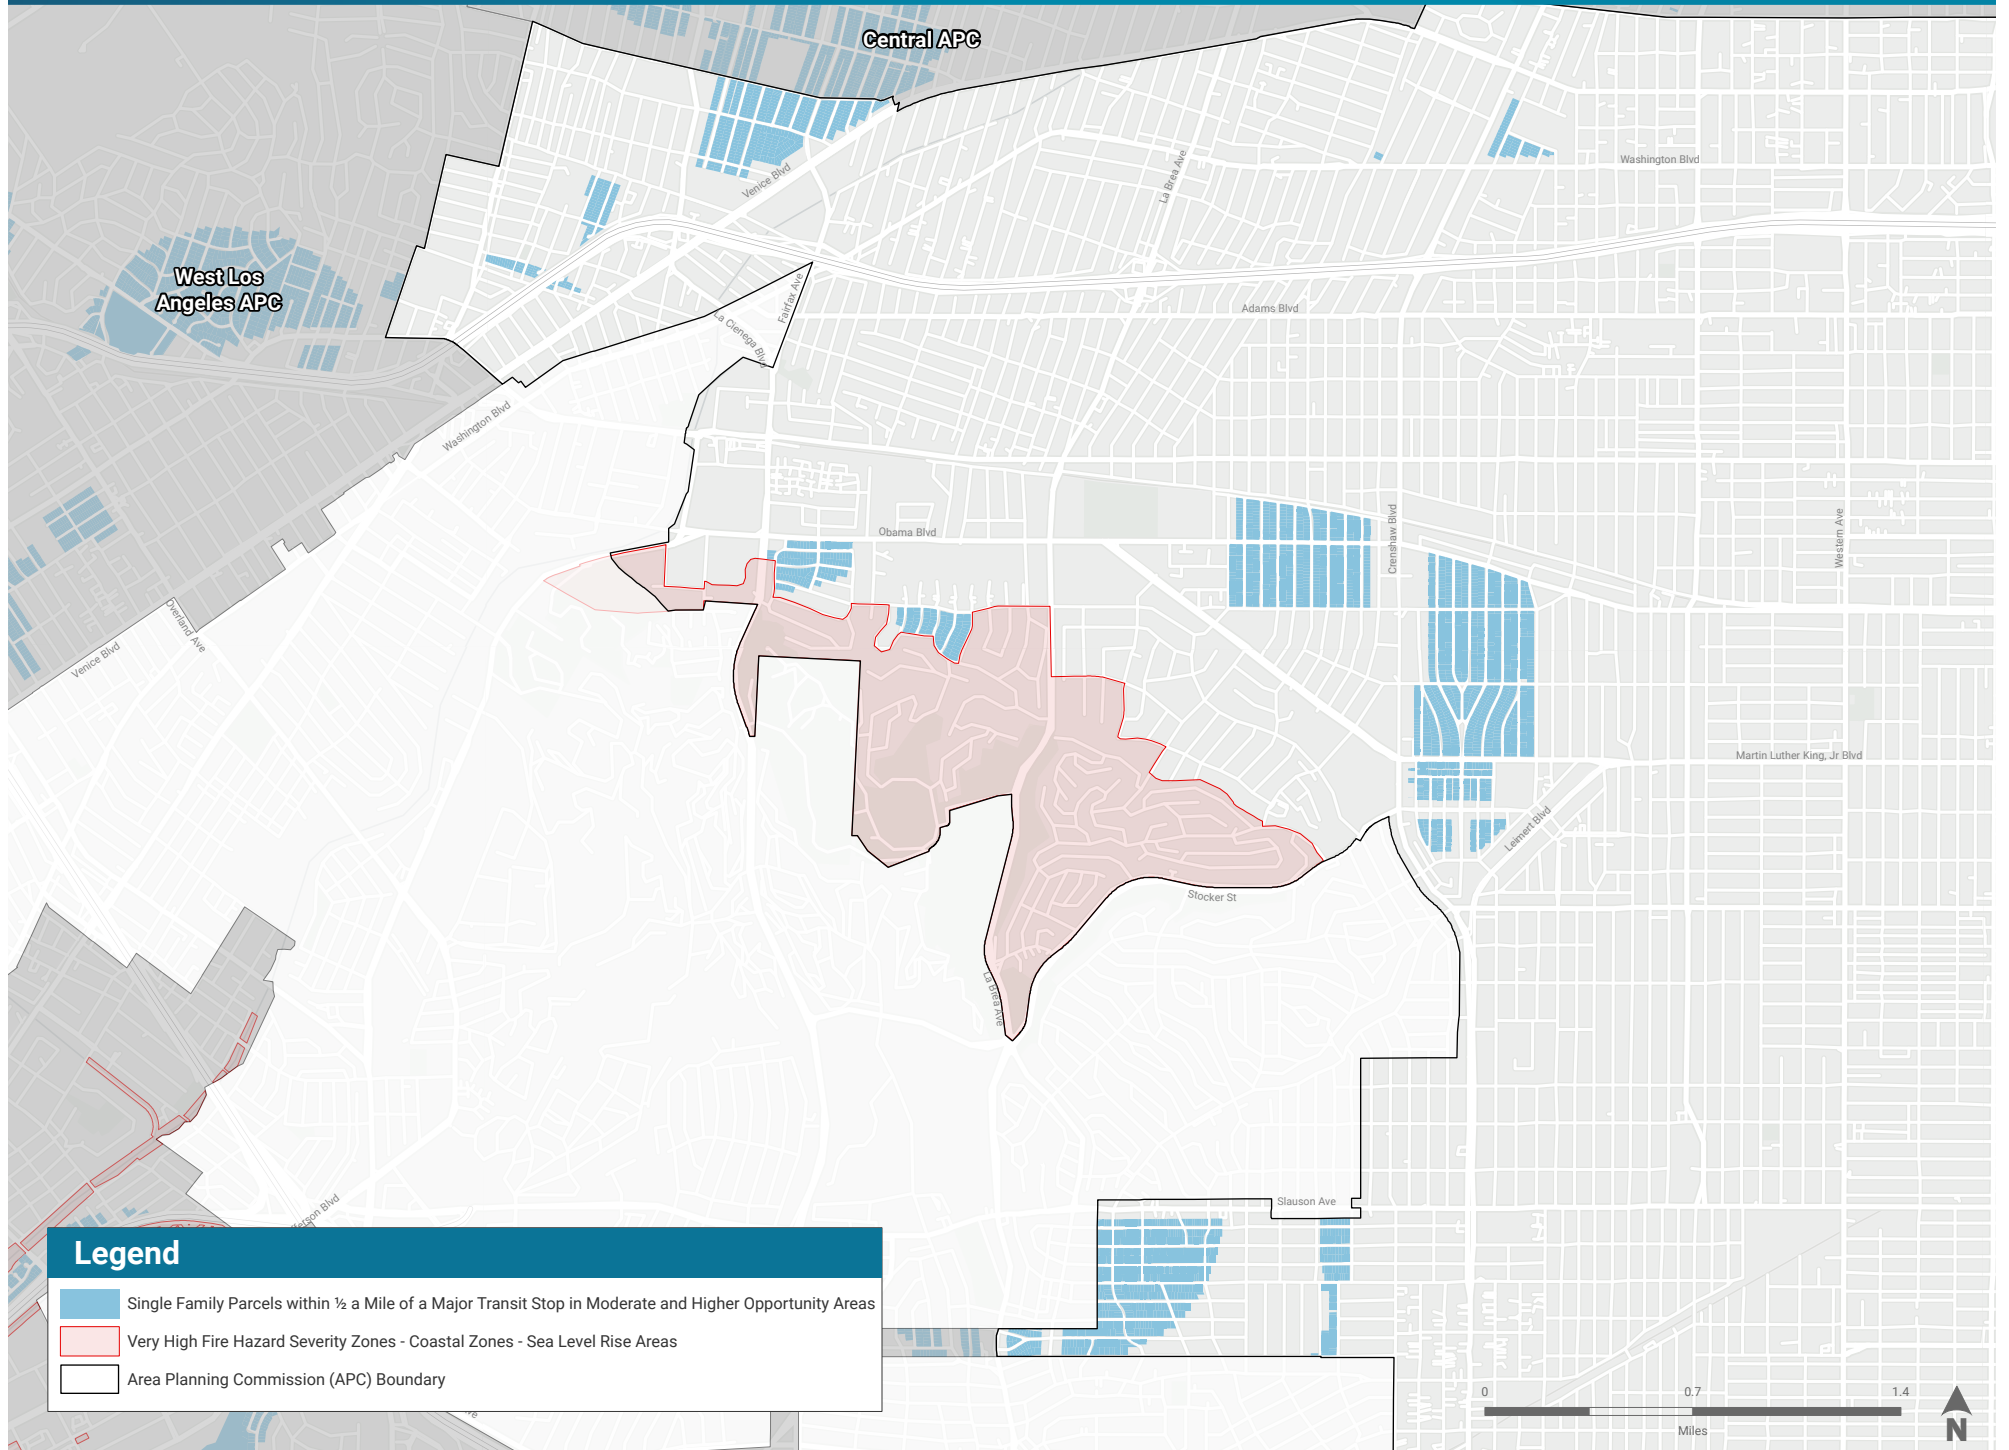 Central APC
Washington Blvd
La Brea Ave
Venice Blvd
West Los
Angeles APC
Fairfax Ave
La Cienega Blvd
Adams Blvd
Washington Blvd
Obama Blvd
Crenshaw Blvd
Western Ave
Overland Ave
Venice Blvd
Martin Luther King, Jr Blvd
Leimert Blvd
Stocker St
La Brea Ave
Slauson Ave
Legend
Single Family Parcels within ½ a Mile of a Major Transit Stop in Moderate and Higher Opportunity Areas
Very High Fire Hazard Severity Zones - Coastal Zones - Sea Level Rise Areas
Area Planning Commission (APC) Boundary
0 0.7 1.4
Miles
N